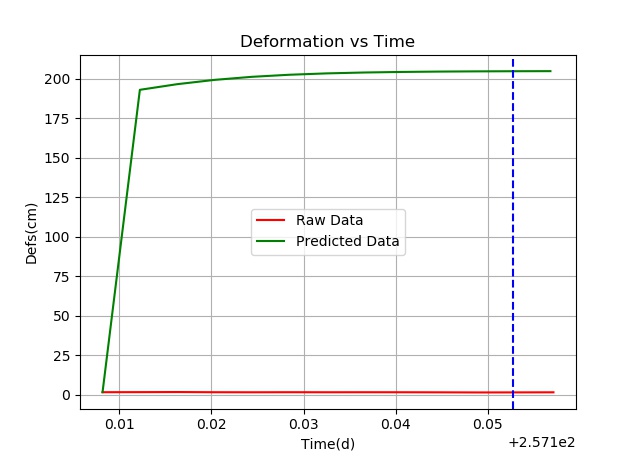 Deformation vs Time
200
175
150
125
100
75
50
25
0
Defs(cm)
Raw Data
Predicted Data
0.01 0.02 0.03 0.04 0.05
+2.571e2
Time(d)